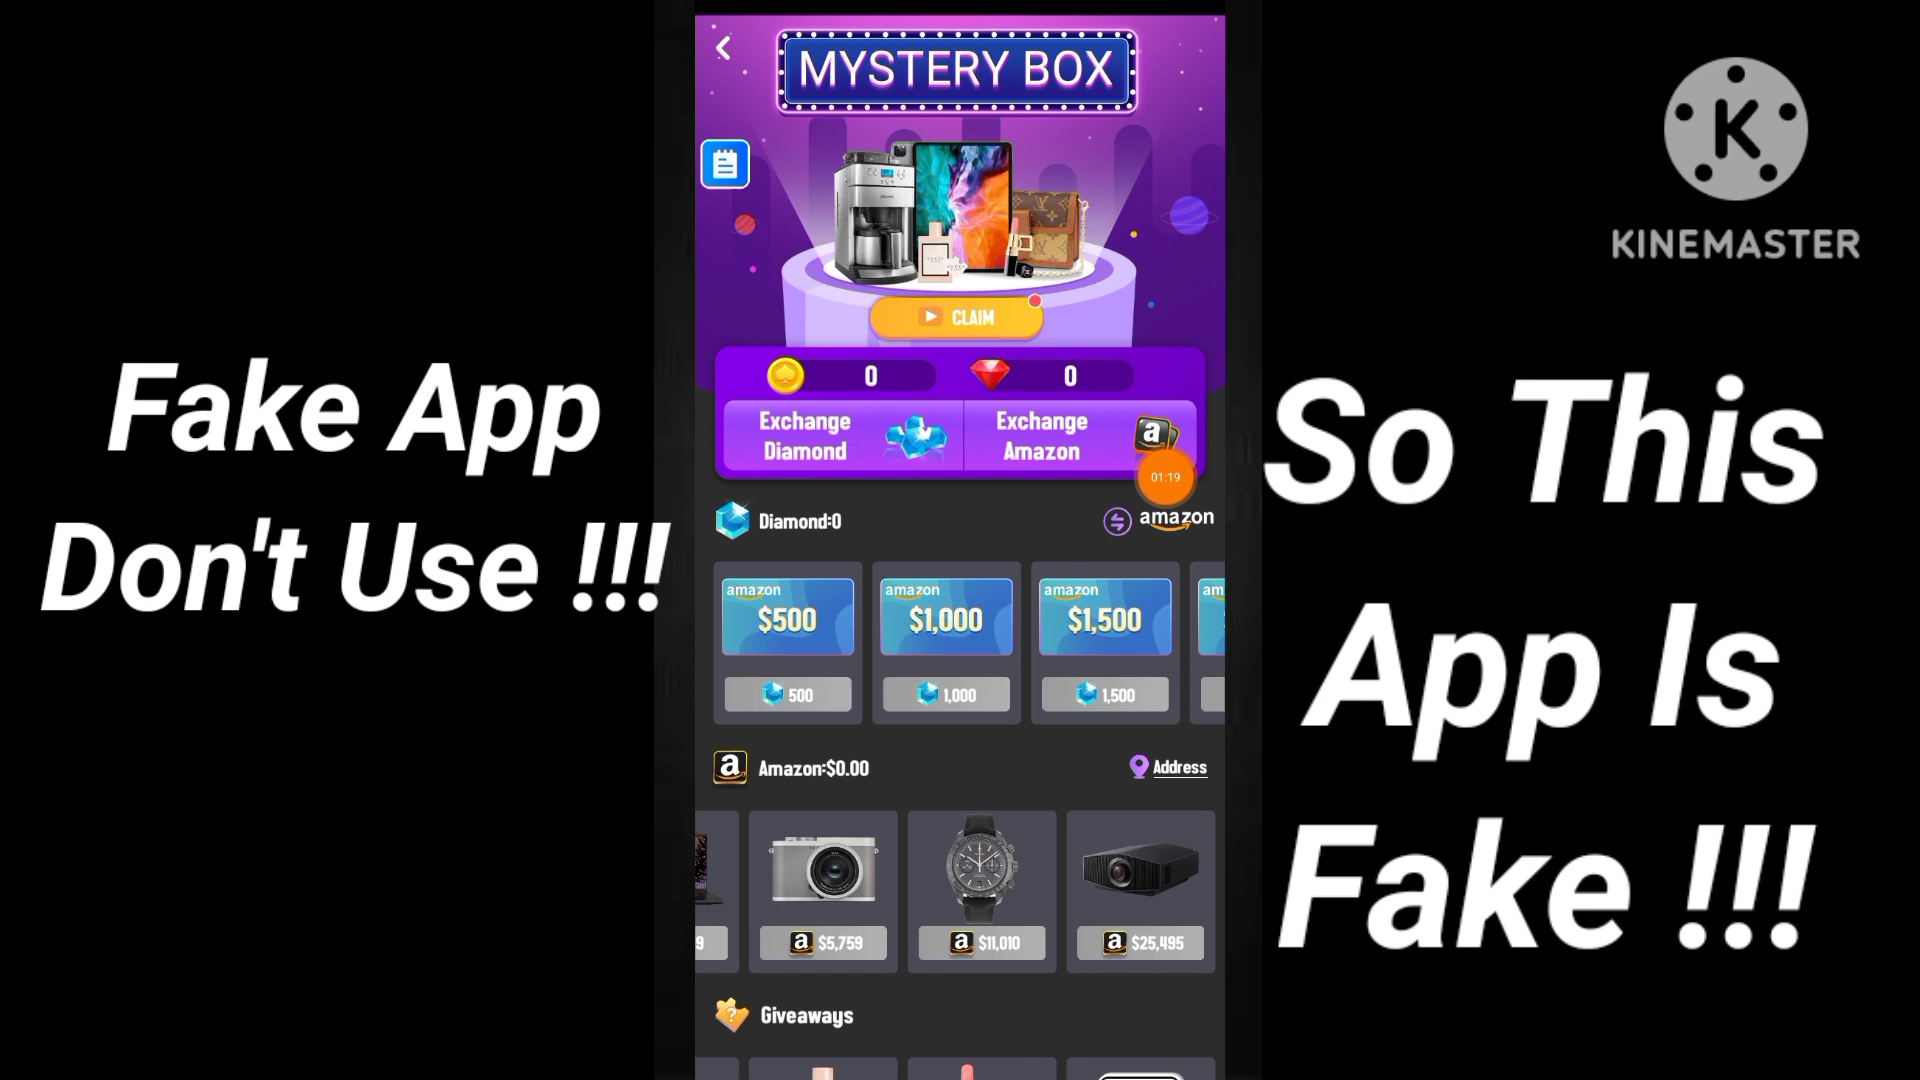 MYSTERY BOX
K
KINEMASTER
Fake App
Don't Use !!!
So This
App Is
Fake !!!
CLAIM
0
0
Exchange
Diamond
Exchange
Amazon
a
01:19
Diamond:0
amazon
amazon
$500
amazon
$1,000
amazon
$1,500
am
500
1,000
1,500
a
Amazon:$0.00
Address
9
a $5,759
a $11,010
a $25,495
?
Giveaways